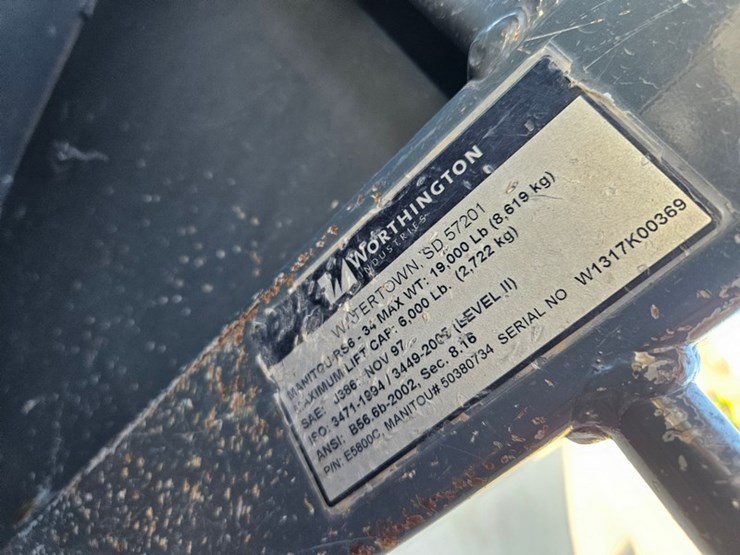 WORTHINGTON
INDUSTRIES
WATERTOWN, SD 57201
MANITOU RS6 - 34 MAX WT: 19,000 Lb (8,619 kg)
MAXIMUM LIFT CAP: 6,000 Lb. (2,722 kg)
SAE: J386 NOV 97
ISO: 3471-1994 / 3449-2005 (LEVEL II)
ANSI: B56.6b-2002, Sec. 8.16
P/N: E5800C, MANITOU# 50380734 SERIAL NO W1317K00369